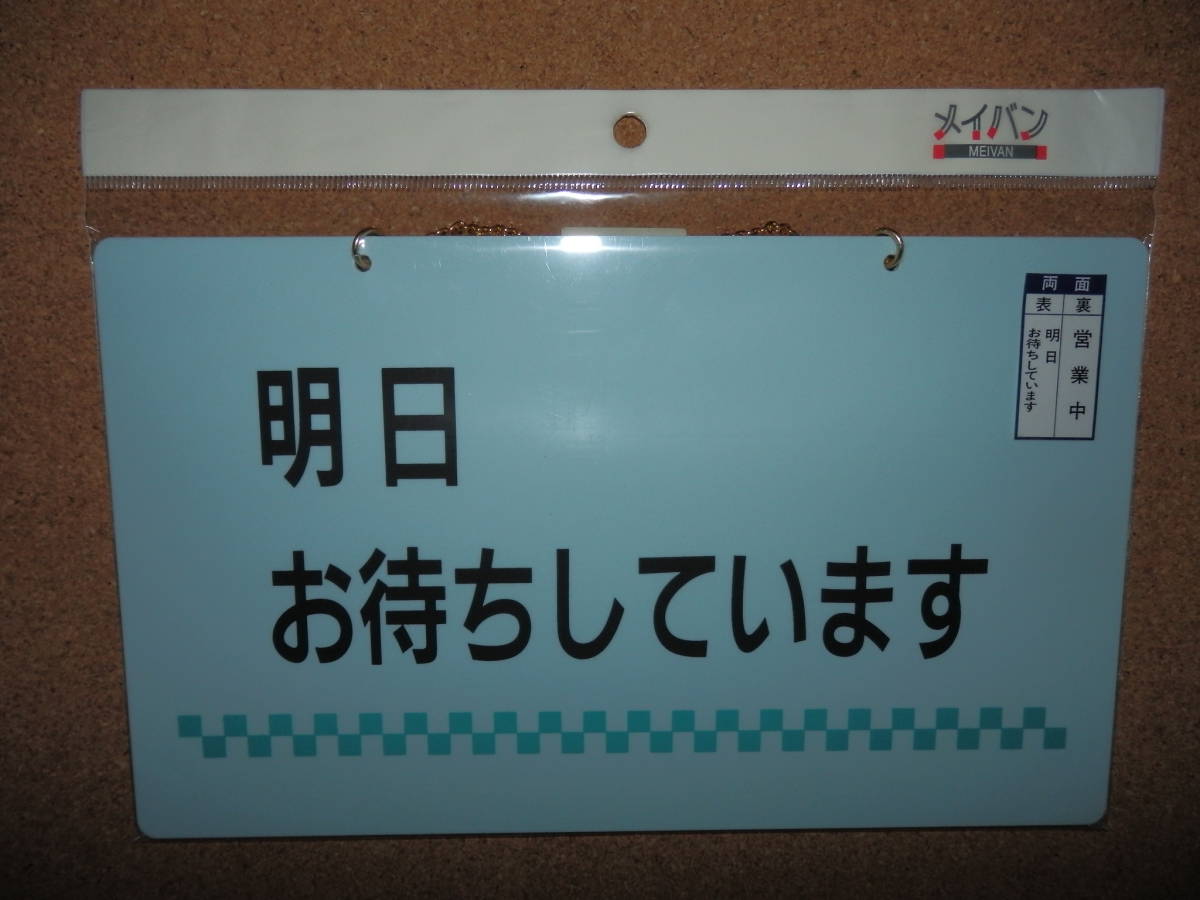 メイバン
MEIVAN
両面
表 裏
明日
お待ちしています
営業中
明日
お待ちしています